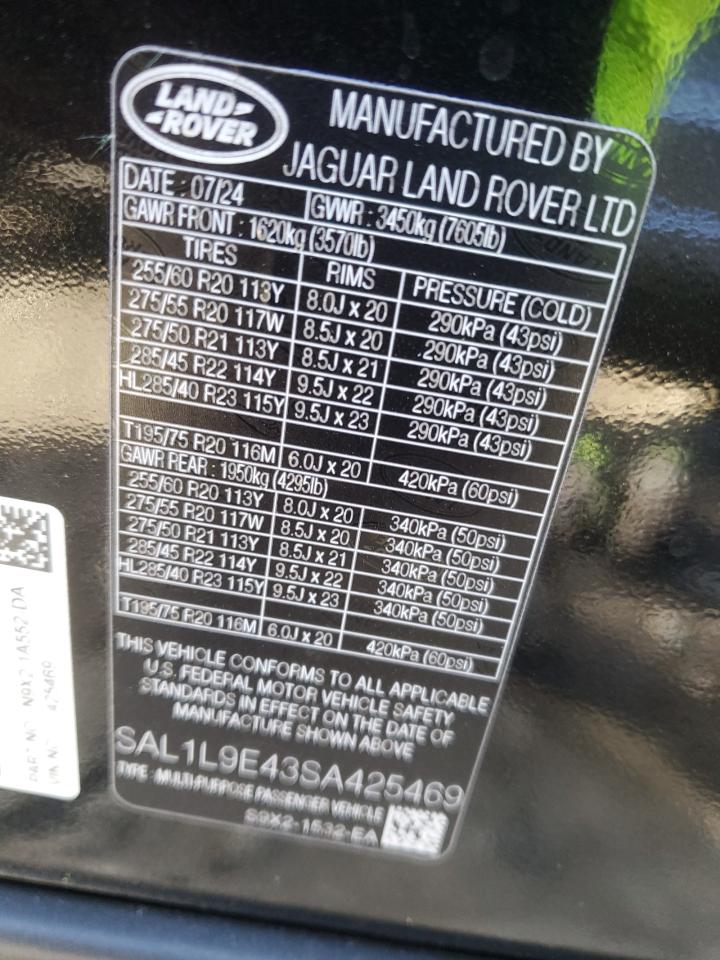 LAND-
-ROVER
MANUFACTURED BY
JAGUAR LAND ROVER LTD
DATE : 07/24 GVWR : 3450kg (7605lb)
GAWR FRONT : 1620kg (3570lb)
TIRES RIMS PRESSURE (COLD)
255/60 R20 113Y 8.0J x 20 290kPa (43psi)
275/55 R20 117W 8.5J x 20 290kPa (43psi)
275/50 R21 113Y 8.5J x 21 290kPa (43psi)
285/45 R22 114Y 9.5J x 22 290kPa (43psi)
HL285/40 R23 115Y 9.5J x 23 290kPa (43psi)
T195/75 R20 116M 6.0J x 20 420kPa (60psi)
GAWR REAR : 1950kg (4295lb)
255/60 R20 113Y 8.0J x 20 340kPa (50psi)
275/55 R20 117W 8.5J x 20 340kPa (50psi)
275/50 R21 113Y 8.5J x 21 340kPa (50psi)
285/45 R22 114Y 9.5J x 22 340kPa (50psi)
HL285/40 R23 115Y 9.5J x 23 340kPa (50psi)
T195/75 R20 116M 6.0J x 20 420kPa (60psi)
THIS VEHICLE CONFORMS TO ALL APPLICABLE
U.S. FEDERAL MOTOR VEHICLE SAFETY
STANDARDS IN EFFECT ON THE DATE OF
MANUFACTURE SHOWN ABOVE
SAL1L9E43SA425469
TYPE : MULTI-PURPOSE PASSENGER VEHICLE
S9X2-1532-EA
PART NO. N9X2 1A552 DA
VIN NO. 425469